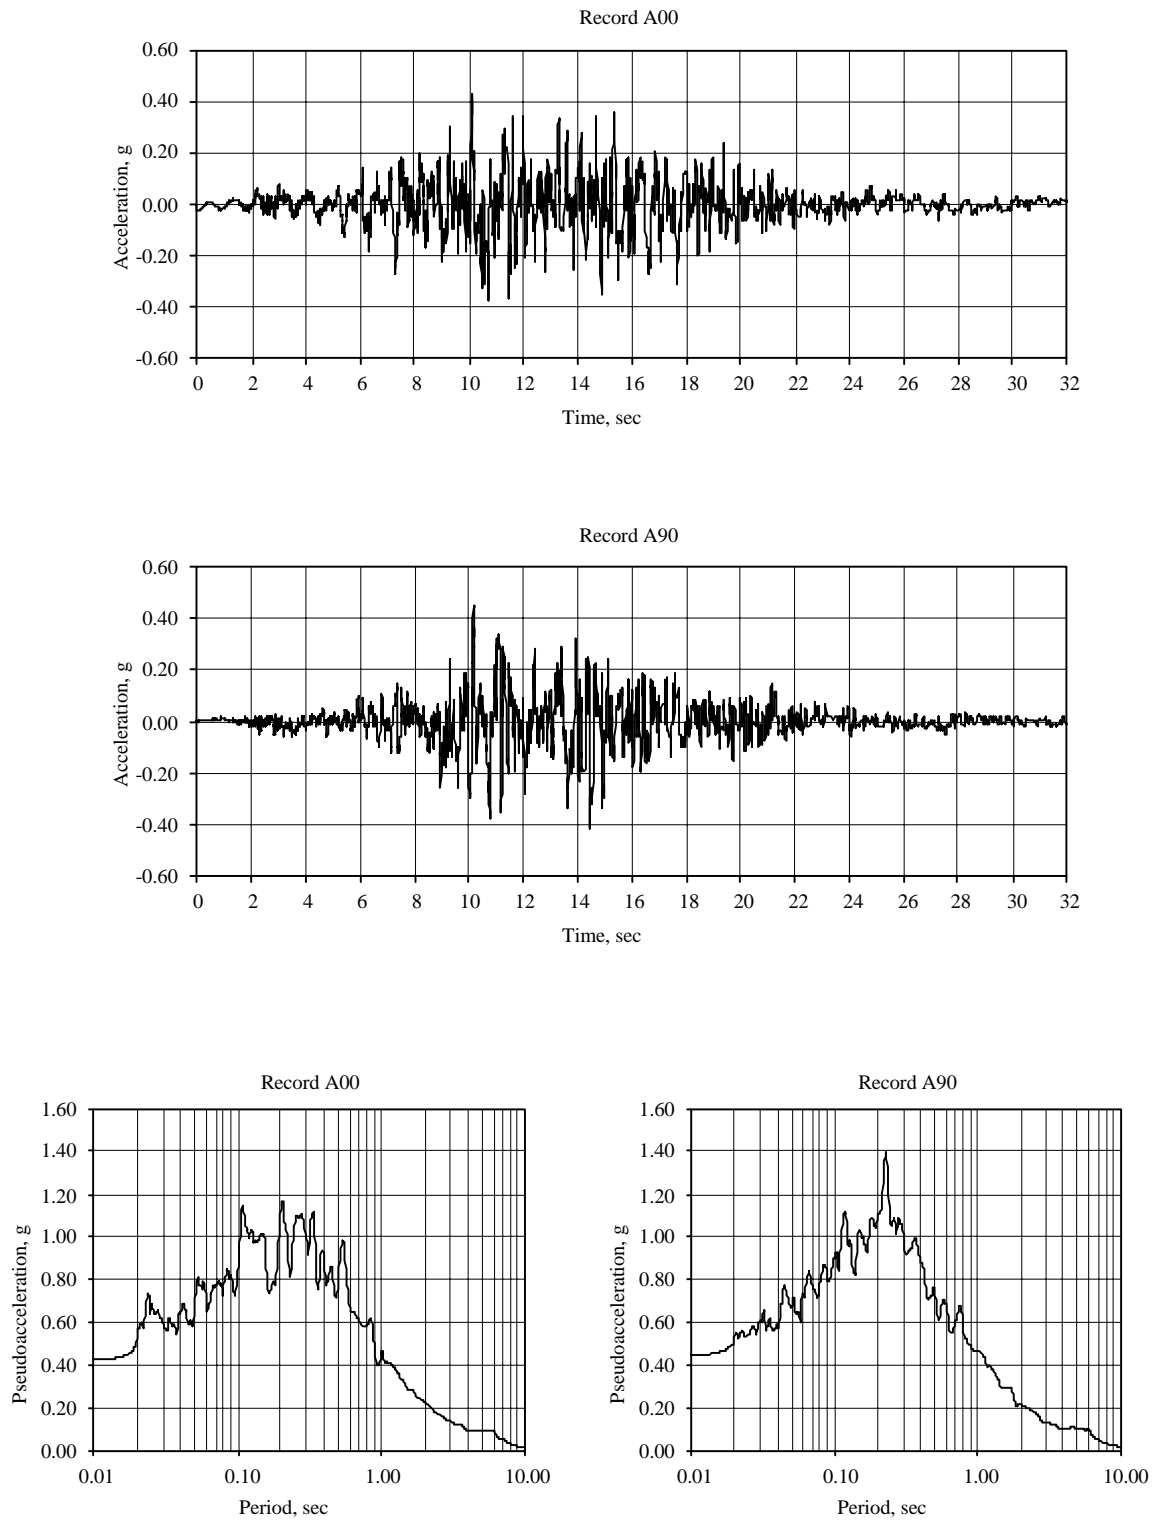 Record A00
0.60
0.40
0.20
0.00
-0.20
-0.40
-0.60
Acceleration, g
0 2 4 6 8 10 12 14 16 18 20 22 24 26 28 30 32
Time, sec
Record A90
0.60
0.40
0.20
0.00
-0.20
-0.40
-0.60
Acceleration, g
0 2 4 6 8 10 12 14 16 18 20 22 24 26 28 30 32
Time, sec
Record A00
1.60
1.40
1.20
1.00
0.80
0.60
0.40
0.20
0.00
Pseudoacceleration, g
0.01 0.10 1.00 10.00
Period, sec
Record A90
1.60
1.40
1.20
1.00
0.80
0.60
0.40
0.20
0.00
Pseudoacceleration, g
0.01 0.10 1.00 10.00
Period, sec